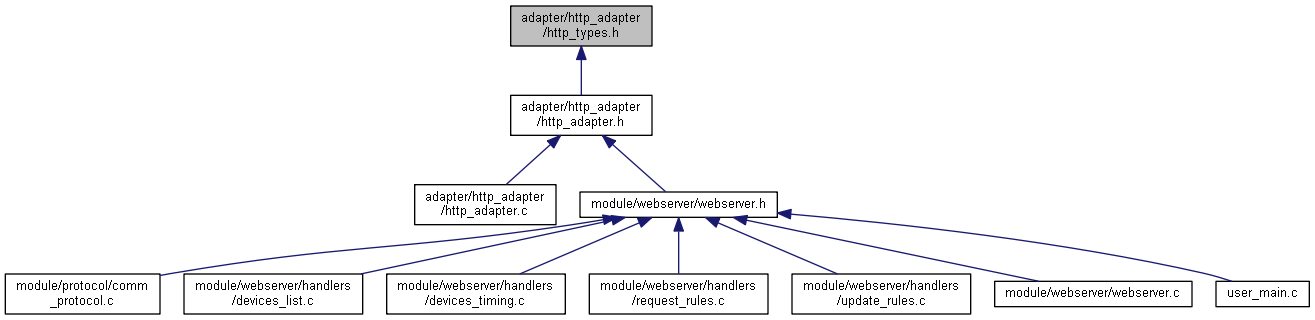 adapter/http_adapter
/http_types.h
adapter/http_adapter
/http_adapter.h
adapter/http_adapter
/http_adapter.c
module/webserver/webserver.h
module/protocol/comm
_protocol.c
module/webserver/handlers
/devices_list.c
module/webserver/handlers
/devices_timing.c
module/webserver/handlers
/request_rules.c
module/webserver/handlers
/update_rules.c
module/webserver/webserver.c
user_main.c